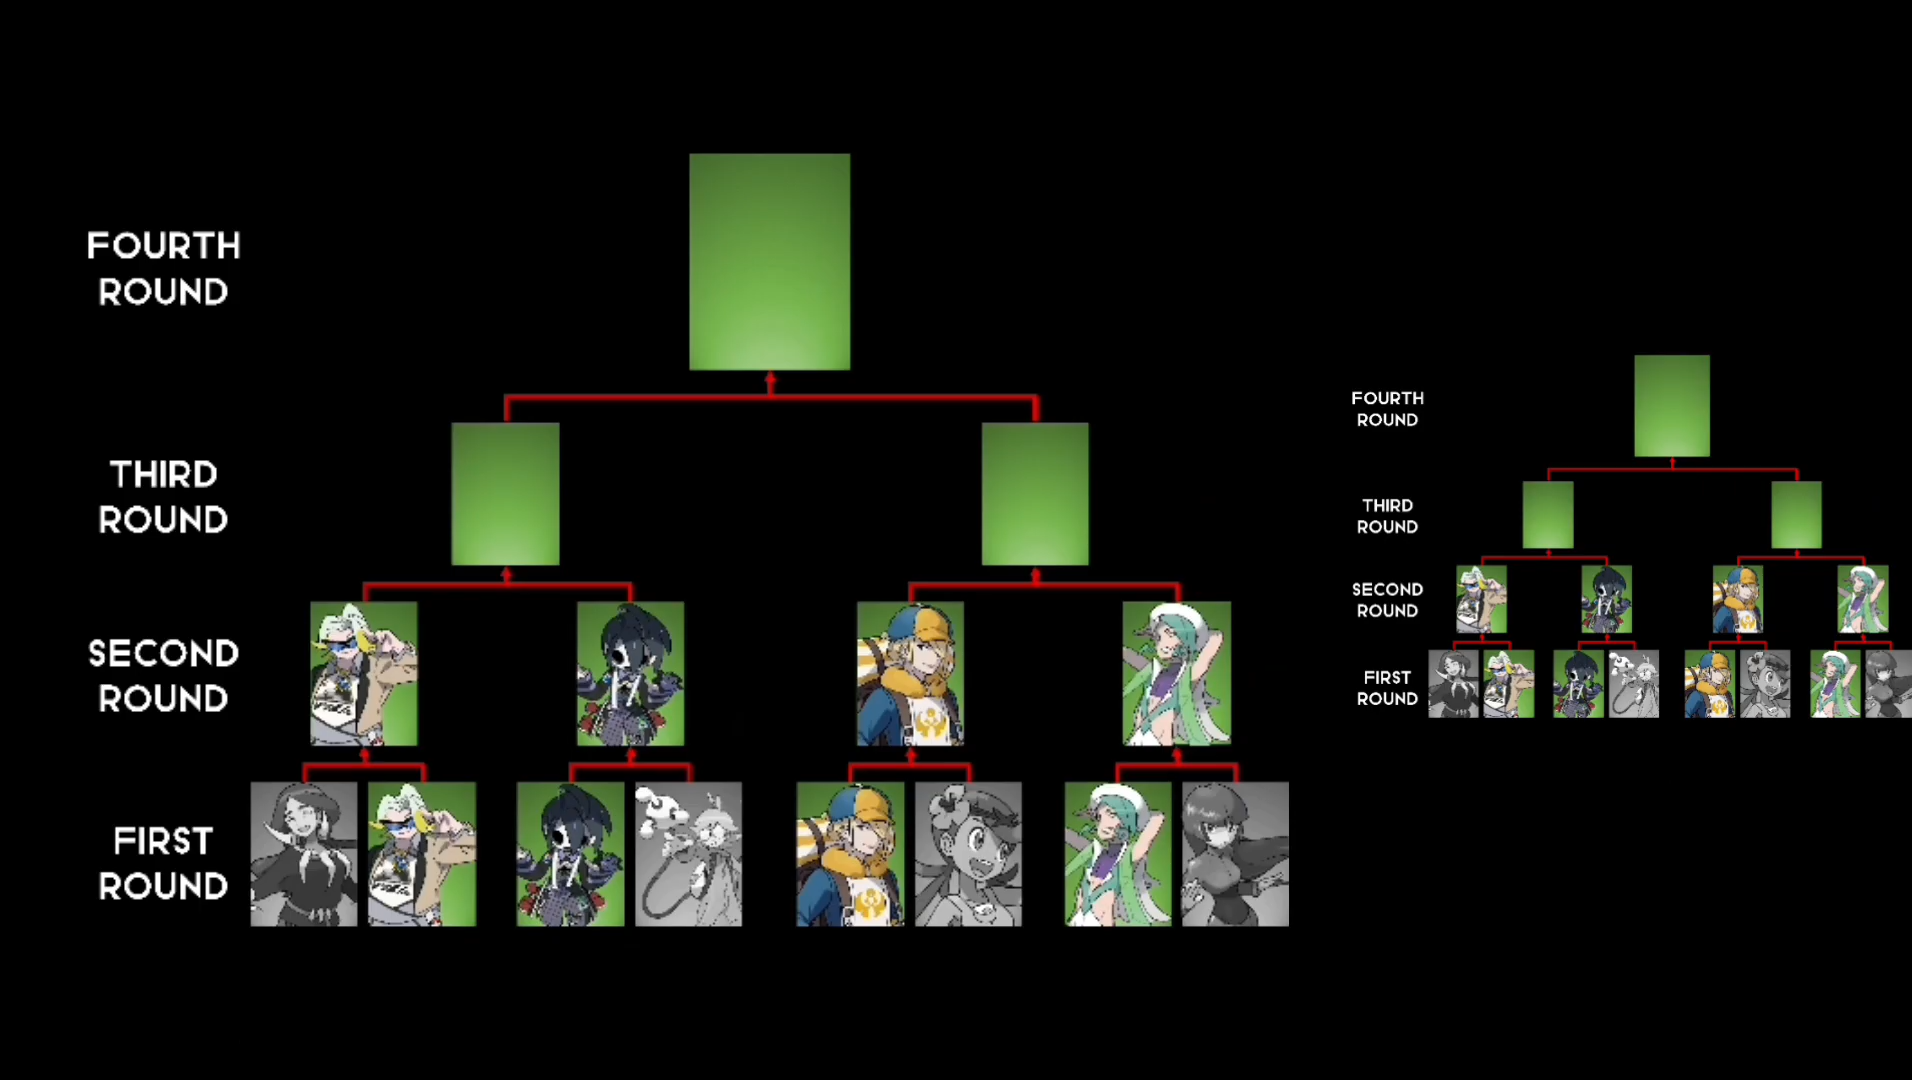 FOURTH
ROUND
THIRD
ROUND
SECOND
ROUND
FIRST
ROUND
FOURTH
ROUND
THIRD
ROUND
SECOND
ROUND
FIRST
ROUND